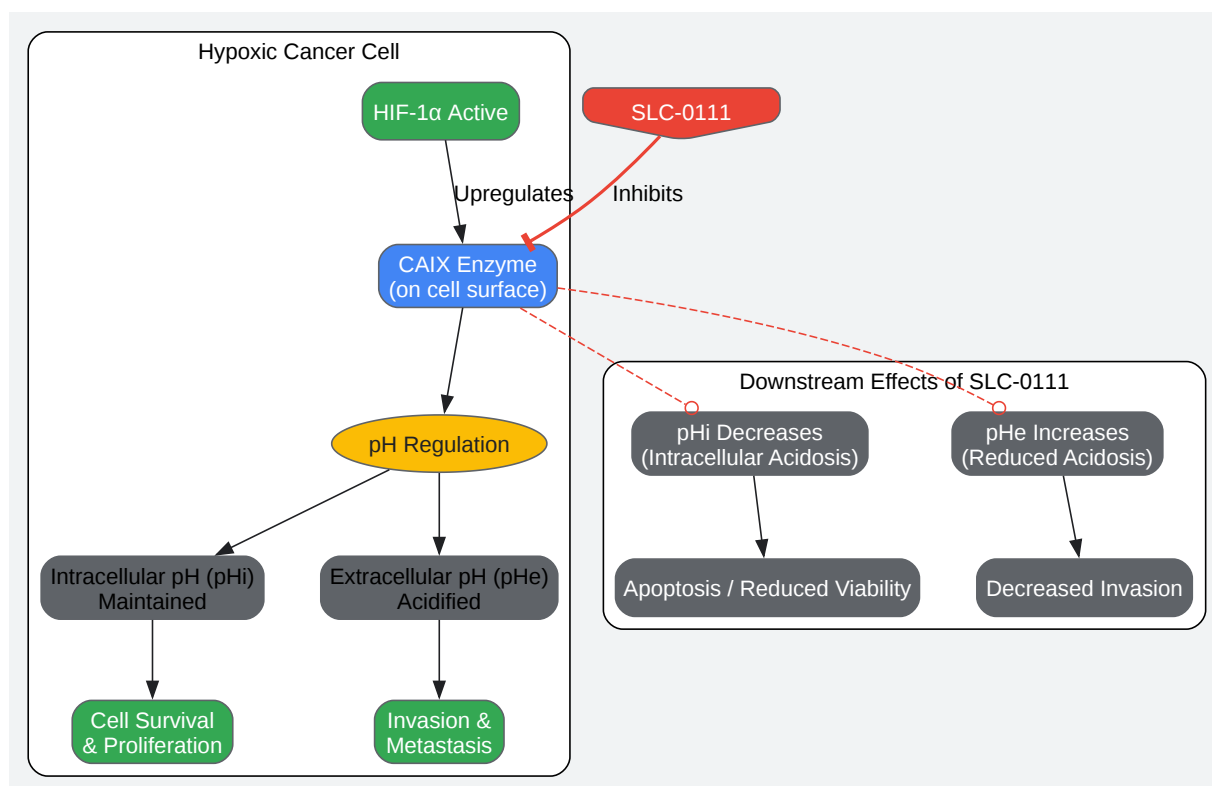 Hypoxic Cancer Cell
HIF-1α Active
SLC-0111
Upregulates
Inhibits
CAIX Enzyme
(on cell surface)
pH Regulation
Intracellular pH (pHi)
Maintained
Extracellular pH (pHe)
Acidified
Cell Survival
& Proliferation
Invasion &
Metastasis
Downstream Effects of SLC-0111
pHi Decreases
(Intracellular Acidosis)
pHe Increases
(Reduced Acidosis)
Apoptosis / Reduced Viability
Decreased Invasion